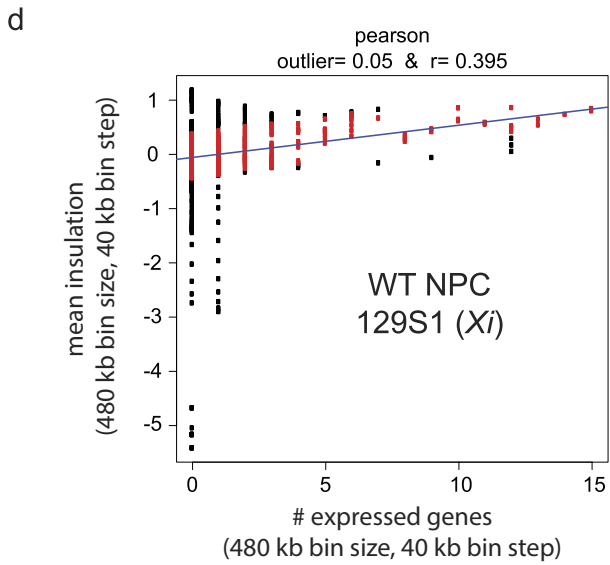 d
pearson
outlier= 0.05 & r= 0.395
mean insulation
(480 kb bin size, 40 kb bin step)
1
0
-1
-2
-3
-4
-5
WT NPC
129S1 (Xi)
0 5 10 15
# expressed genes
(480 kb bin size, 40 kb bin step)